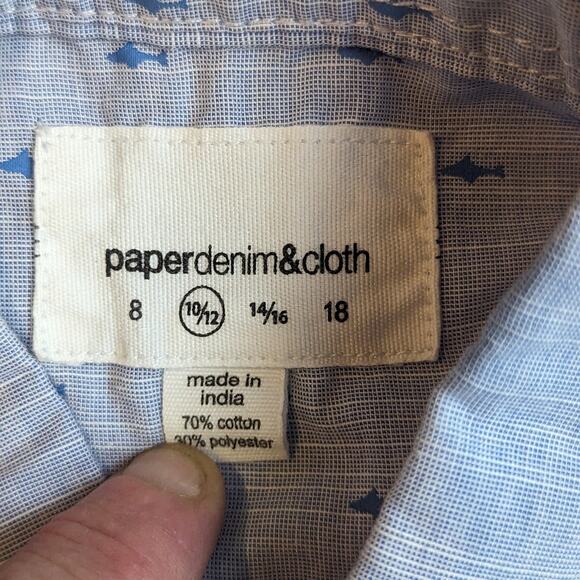 paperdenim&cloth
8 10/12 14/16 18
made in
india
70% cotton
30% polyester